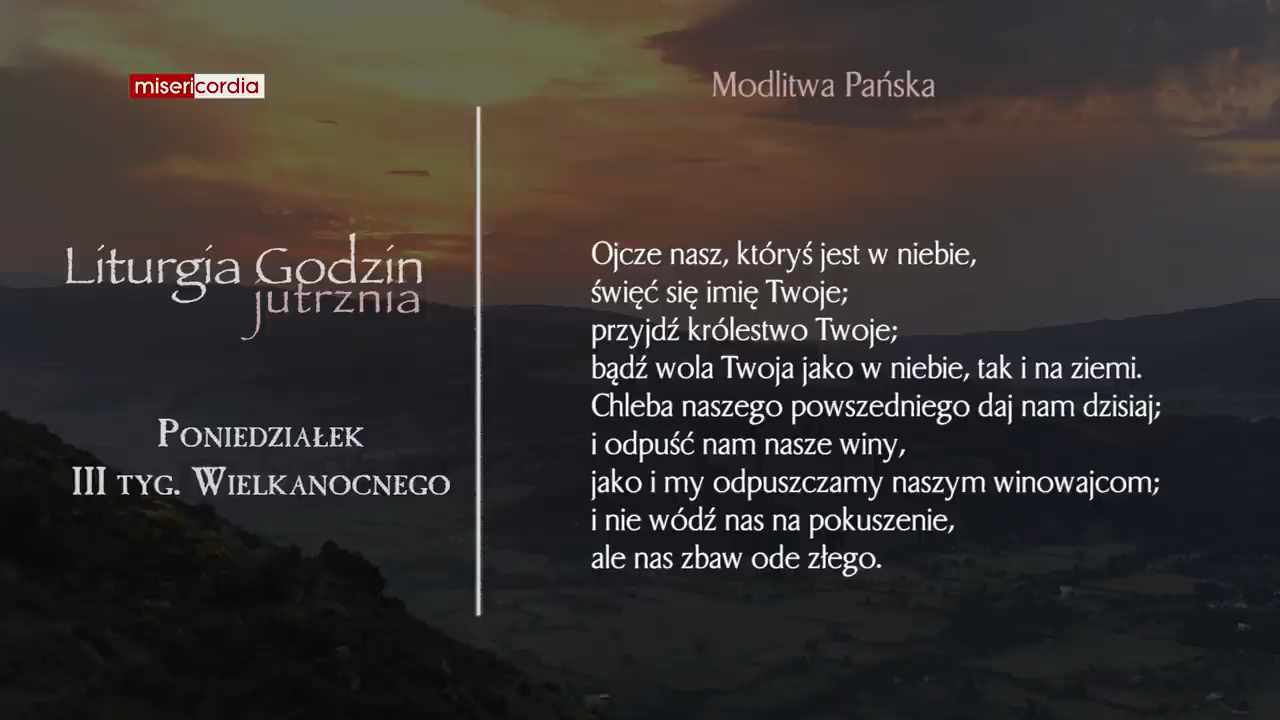 misericordia
Modlitwa Pańska
Liturgia Godzin
jutrznia
Poniedziałek
III tyg. Wielkanocnego
Ojcze nasz, któryś jest w niebie,
święć się imię Twoje;
przyjdź królestwo Twoje;
bądź wola Twoja jako w niebie, tak i na ziemi.
Chleba naszego powszedniego daj nam dzisiaj;
i odpuść nam nasze winy,
jako i my odpuszczamy naszym winowajcom;
i nie wódź nas na pokuszenie,
ale nas zbaw ode złego.